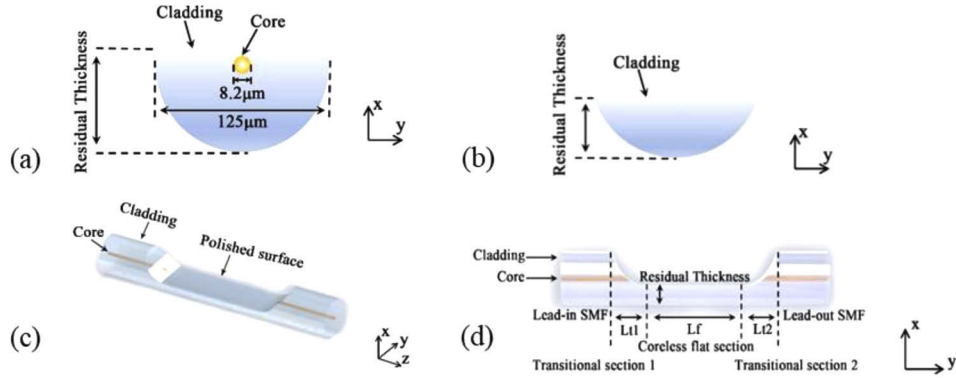 Cladding
Core
Residual Thickness
8.2μm
125μm
x
y
(a)
Cladding
Residual Thickness
x
y
(b)
Cladding
Core
Polished surface
x
y
z
(c)
Cladding
Core
Residual Thickness
Lead-in SMF
Lead-out SMF
Lt1
Lf
Lt2
Coreless flat section
Transitional section 1
Transitional section 2
x
y
(d)